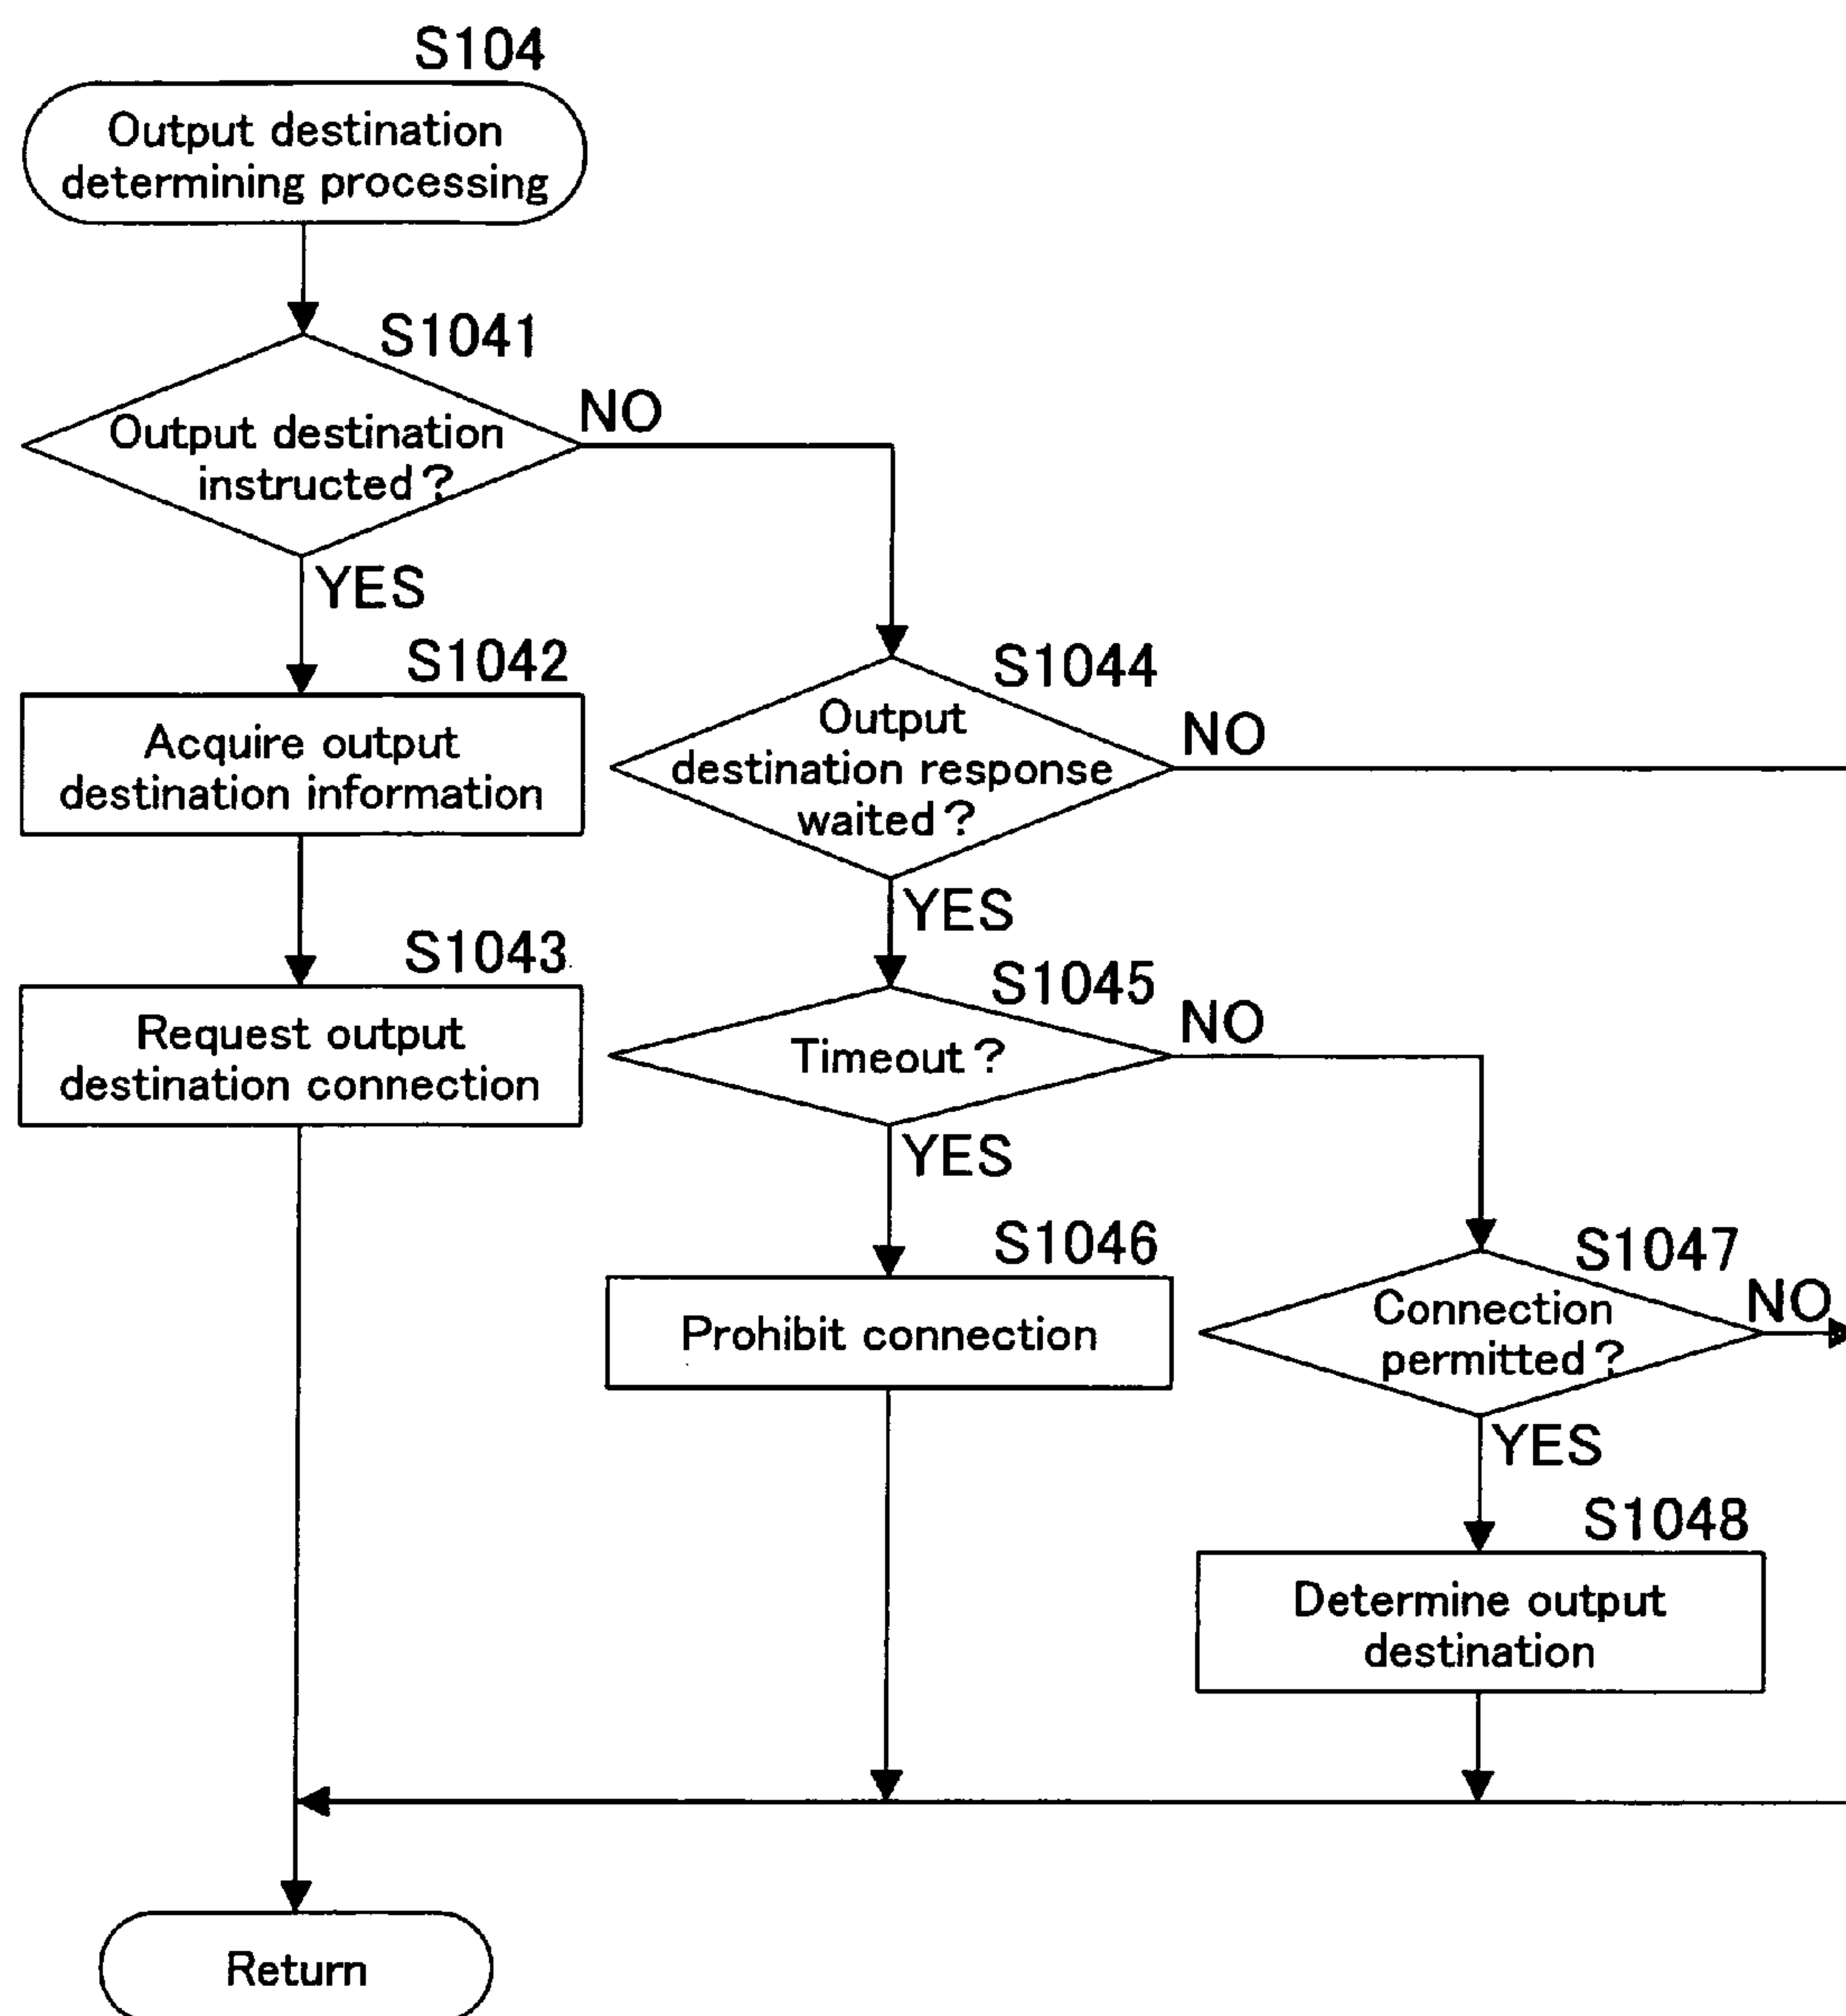 S104
Output destination
determining processing
S1041
Output destination
instructed?
NO
YES
S1042
Acquire output
destination information
S1043
Request output
destination connection
S1044
Output
destination response
waited?
NO
YES
S1045
Timeout?
NO
YES
S1046
Prohibit connection
S1047
Connection
permitted?
NO
YES
S1048
Determine output
destination
Return